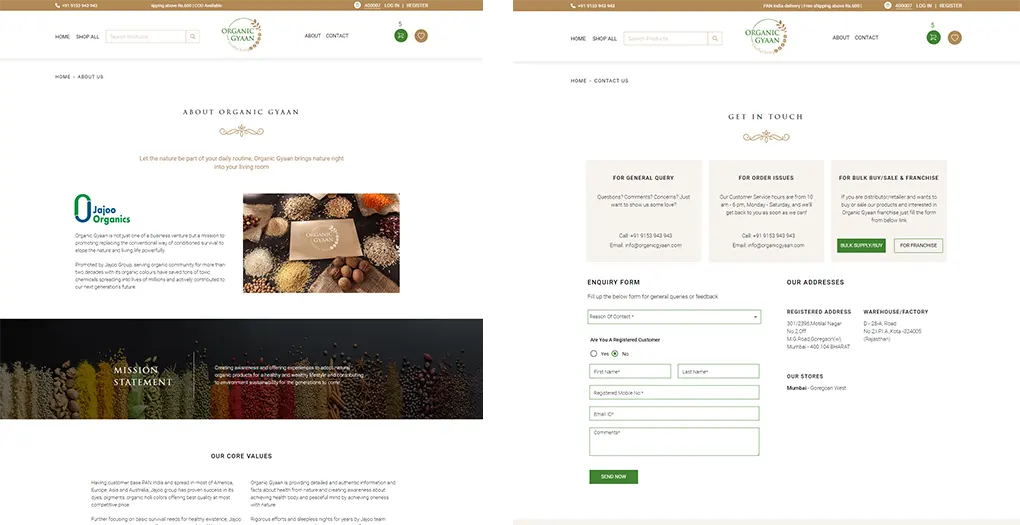 +91 9153 943 943
tipping above Rs.600 | COD Available
400007 LOG IN | REGISTER
5
HOME SHOP ALL
Search Products
ORGANIC
GYAAN
ABOUT CONTACT
HOME - ABOUT US
ABOUT ORGANIC GYAAN
Let the nature be part of your daily routine, Organic Gyaan brings nature right
into your living room
Jajoo
Organics
Organic Gyaan is not just one of a business venture but a mission to
promoting replacing the conventional way of conditioned survival to
elope the nature and living life powerfully.
Promoted by Jajoo Group, serving organic community for more than
two decades with its organic colours have saved tons of toxic
chemicals spreading into lives of millions and actively contributed to
our next generation's future
ORGANIC
GYAAN
MISSION
STATEMENT
Creating awareness and offering experiences to adopt natural
organic products for a healthy and wealthy lifestyle and contributing
to environment sustainability for the generations to come.
OUR CORE VALUES
Having customer base PAN India and spread in most of America,
Europe, Asia and Australia, Jajoo group has proven success in its
dyes, pigments, organic holi colors offering best quality at most
competitive price
Further focusing on basic survival needs for healthy existence, Jajoo
Organic Gyaan is providing detailed and authentic information and
facts about health from nature and creating awareness about
achieving health body and peaceful mind by achieving oneness
with nature
Rigorous efforts and sleepless nights for years by Jajoo team
+91 9153 943 943
PAN India delivery | Free shipping above Rs.600 |
400007 LOG IN | REGISTER
5
HOME SHOP ALL
Search Products
ORGANIC
GYAAN
ABOUT CONTACT
HOME - CONTACT US
GET IN TOUCH
FOR GENERAL QUERY
Questions? Comments? Concerns? Just
want to show us some love?
Call: +91 9153 943 943
Email: info@organicgyaan.com
FOR ORDER ISSUES
Our Customer Service hours are from 10
am - 6 pm, Monday - Saturday, and we'll
get back to you as soon as we can!
Call: +91 9153 943 943
Email: info@organicgyaan.com
FOR BULK BUY/SALE & FRANCHISE
If you are distributor,retailer and wants to
buy or sale our products and interested in
Organic Gyaan franchise just fill the form
from below link
BULK SUPPLY/BUY
FOR FRANCHISE
ENQUIRY FORM
Fill up the below form for general queries or feedback
Reason Of Contact *
Are You A Registered Customer
Yes No
First Name*
Last Name*
Registered Mobile No.*
Email ID*
Comments*
SEND NOW
OUR ADDRESSES
REGISTERED ADDRESS
301/2396,Motilal Nagar
No.2,Off
M.G.Road,Goregaon(w),
Mumbai - 400 104 BHARAT
WAREHOUSE/FACTORY
D - 28-A, Road
No.2,I.P.I.A.,Kota -324005
(Rajasthan)
OUR STORES
Mumbai - Goregaon West